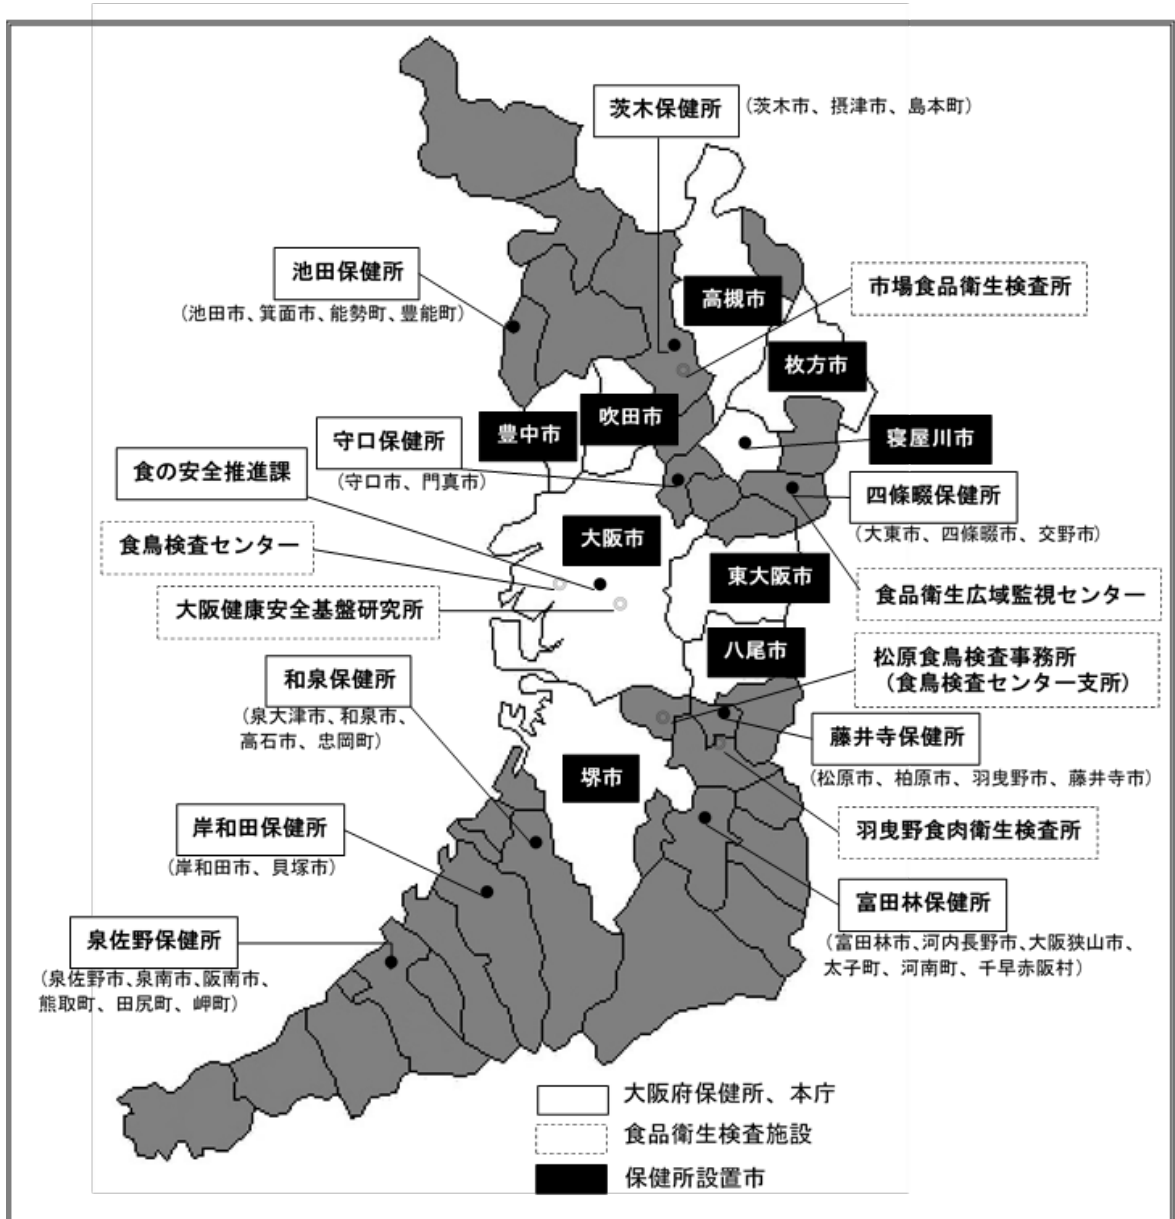 茨木保健所
(茨木市、摂津市、島本町)
池田保健所
(池田市、箕面市、能勢町、豊能町)
高槻市
市場食品衛生検査所
枚方市
吹田市
豊中市
寝屋川市
守口保健所
(守口市、門真市)
食の安全推進課
四條畷保健所
(大東市、四條畷市、交野市)
食鳥検査センター
大阪市
東大阪市
大阪健康安全基盤研究所
食品衛生広域監視センター
八尾市
松原食鳥検査事務所
(食鳥検査センター支所)
和泉保健所
(泉大津市、和泉市、
高石市、忠岡町)
藤井寺保健所
(松原市、柏原市、羽曳野市、藤井寺市)
堺市
岸和田保健所
(岸和田市、貝塚市)
羽曳野食肉衛生検査所
富田林保健所
(富田林市、河内長野市、大阪狭山市、
太子町、河南町、千早赤阪村)
泉佐野保健所
(泉佐野市、泉南市、阪南市、
熊取町、田尻町、岬町)
大阪府保健所、本庁
食品衛生検査施設
保健所設置市